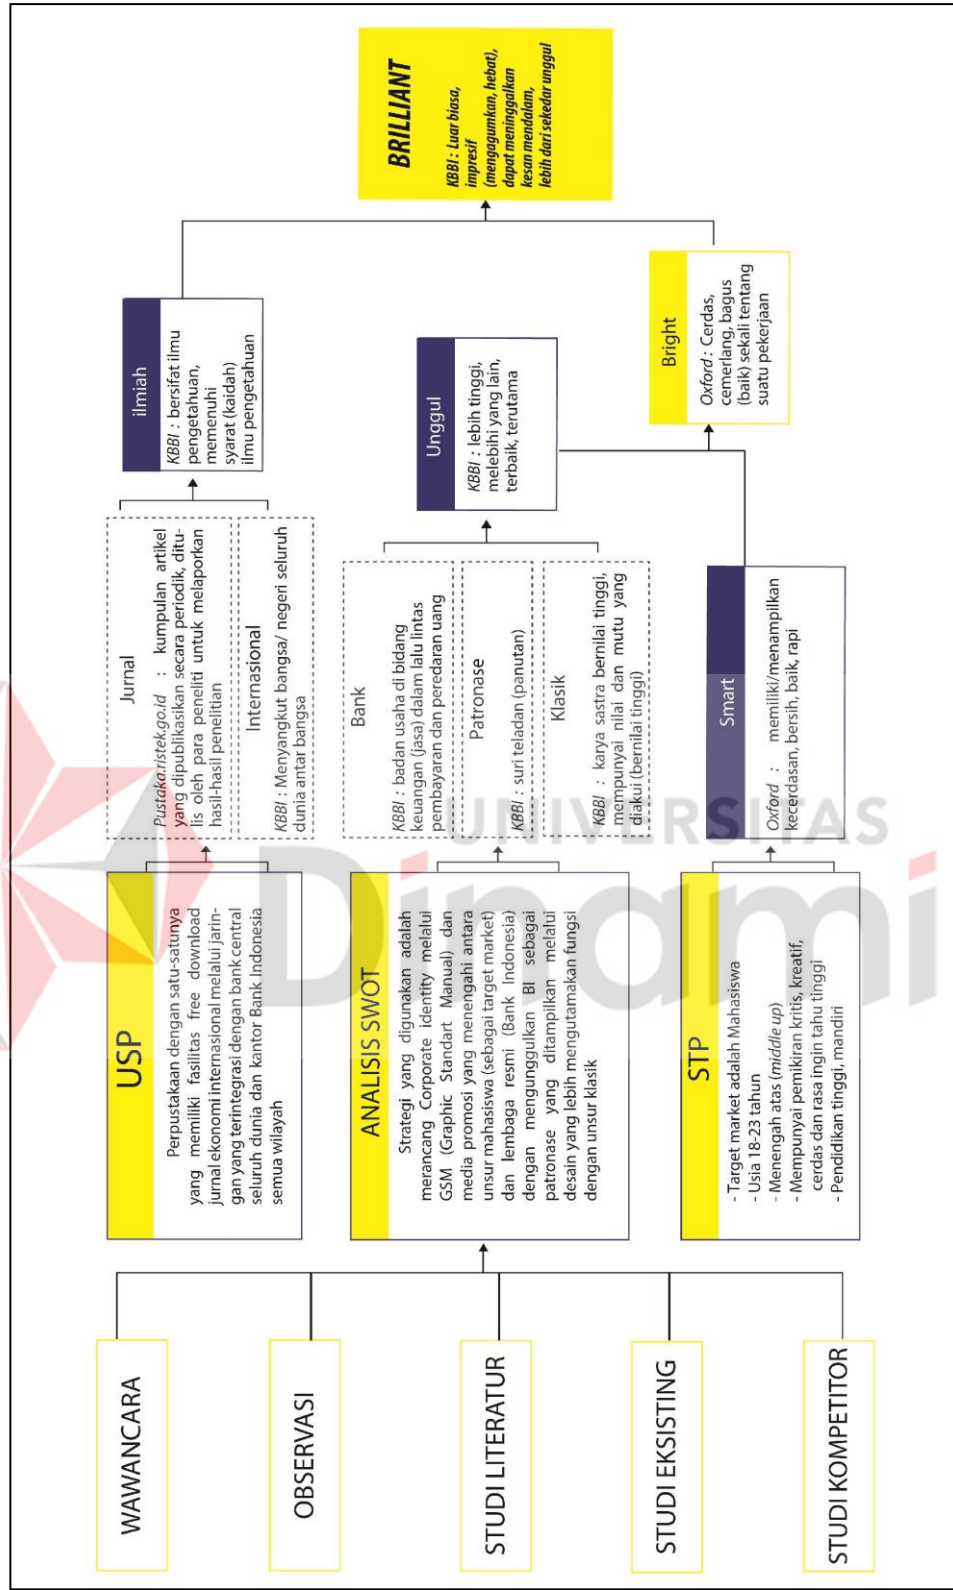 WAWANCARA
OBSERVASI
STUDI LITERATUR
STUDI EKSISTING
STUDI KOMPETITOR
USP
Perpustakaan dengan satu-satunya
yang memiliki fasilitas free download
jurnal ekonomi internasional melalui jarin-
gan yang terintegrasi dengan bank central
seluruh dunia dan kantor Bank Indonesia
semua wilayah
ANALISIS SWOT
Strategi yang digunakan adalah
merancang Corporate identity melalui
GSM (Graphic Standart Manual) dan
media promosi yang menengahi antara
unsur mahasiswa (sebagai target market)
dan lembaga resmi (Bank Indonesia)
dengan mengunggulkan BI sebagai
patronase yang ditampilkan melalui
desain yang lebih mengutamakan fungsi
dengan unsur klasik
STP
- Target market adalah Mahasiswa
- Usia 18-23 tahun
- Menengah atas (middle up)
- Mempunyai pemikiran kritis, kreatif,
cerdas dan rasa ingin tahu tinggi
- Pendidikan tinggi, mandiri
Jurnal
Pustaka.ristek.go.id : kumpulan artikel
yang dipublikasikan secara periodik, ditu-
lis oleh para peneliti untuk melaporkan
hasil-hasil penelitian
Internasional
KBBI : Menyangkut bangsa/ negeri seluruh
dunia antar bangsa
Bank
KBBI : badan usaha di bidang
keuangan (jasa) dalam lalu lintas
pembayaran dan peredaran uang
Patronase
KBBI : suri teladan (panutan)
Klasik
KBBI : karya sastra bernilai tinggi,
mempunyai nilai dan mutu yang
diakui (bernilai tinggi)
Smart
Oxford : memiliki/menampilkan
kecerdasan, bersih, baik, rapi
ilmiah
KBBI : bersifat ilmu
pengetahuan,
memenuhi
syarat (kaidah)
ilmu pengetahuan
Unggul
KBBI : lebih tinggi,
melebihi yang lain,
terbaik, terutama
Bright
Oxford : Cerdas,
cemerlang, bagus
(baik) sekali tentang
suatu pekerjaan
BRILLIANT
KBBI : Luar biasa,
impresif
(mengagumkan, hebat),
dapat meninggalkan
kesan mendalam,
lebih dari sekedar unggul
UNIVERSITAS
Dinami